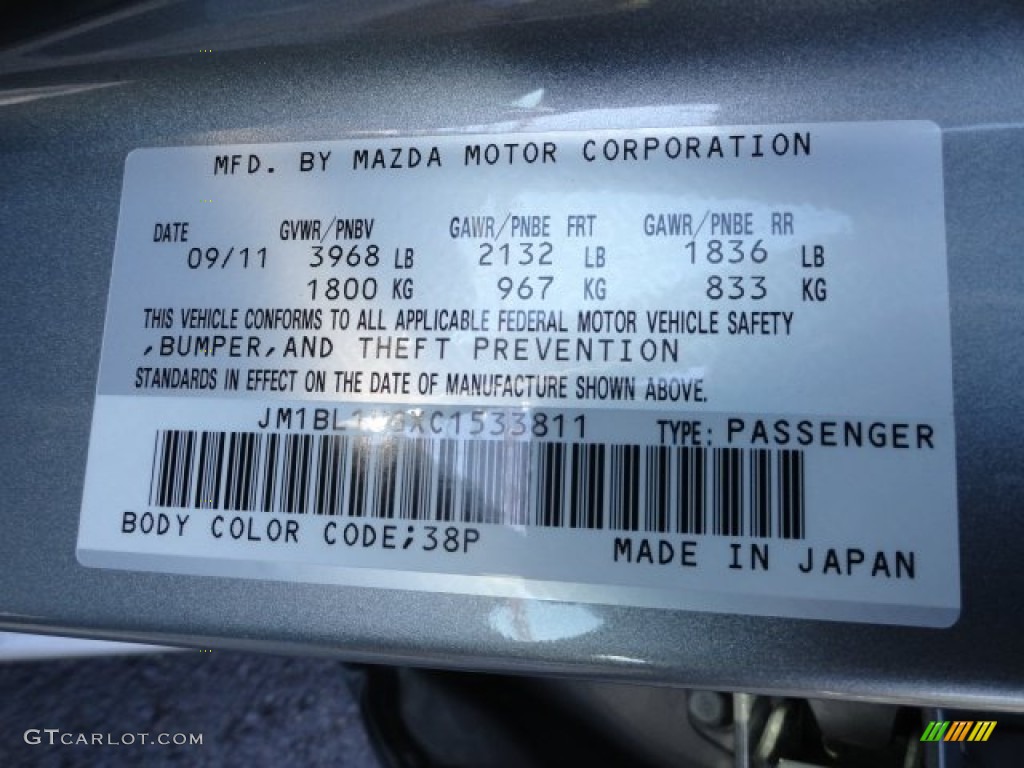 MFD. BY MAZDA MOTOR CORPORATION
DATE GVWR/PNBV GAWR/PNBE FRT GAWR/PNBE RR
09/11 3968 LB 2132 LB 1836 LB
1800 KG 967 KG 833 KG
THIS VEHICLE CONFORMS TO ALL APPLICABLE FEDERAL MOTOR VEHICLE SAFETY
,BUMPER,AND THEFT PREVENTION
STANDARDS IN EFFECT ON THE DATE OF MANUFACTURE SHOWN ABOVE.
TYPE: PASSENGER
BODY COLOR CODE;38P
MADE IN JAPAN
GTCARLOT.COM